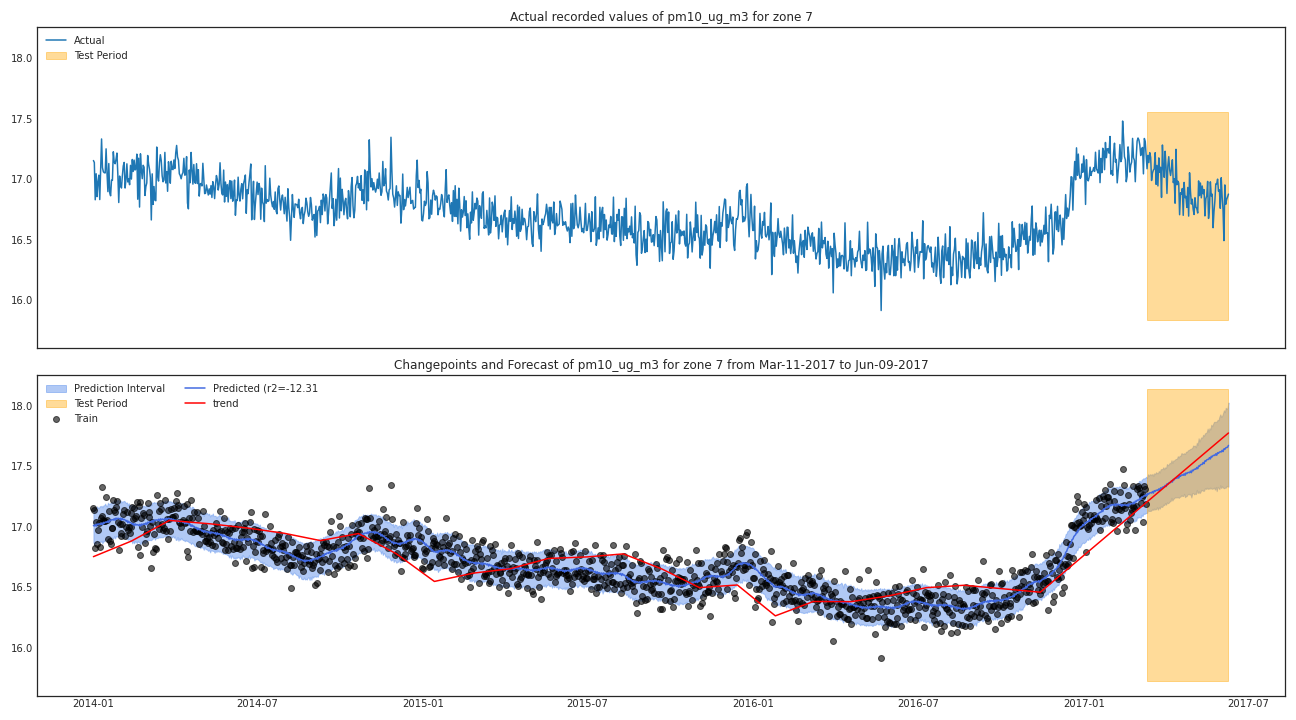 Actual recorded values of pm10_ug_m3 for zone 7
Actual
Test Period
18.0
17.5
17.0
16.5
16.0
Changepoints and Forecast of pm10_ug_m3 for zone 7 from Mar-11-2017 to Jun-09-2017
Prediction Interval
Test Period
Train
Predicted (r2=-12.31
trend
18.0
17.5
17.0
16.5
16.0
2014-01 2014-07 2015-01 2015-07 2016-01 2016-07 2017-01 2017-07